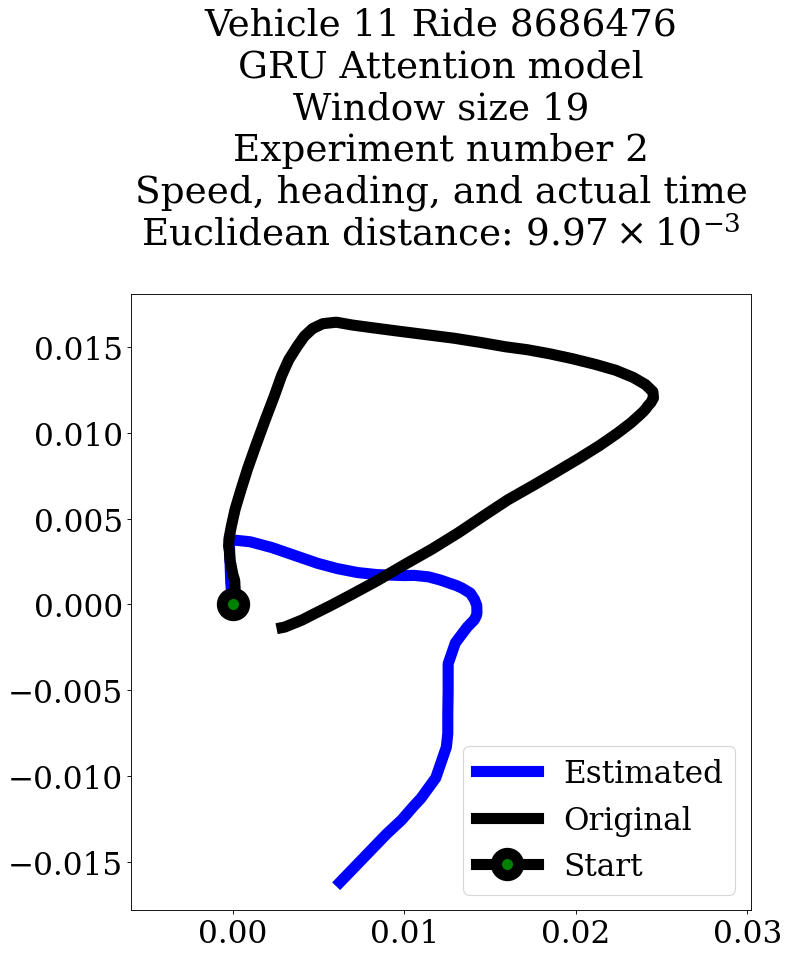 Vehicle 11 Ride 8686476
GRU Attention model
Window size 19
Experiment number 2
Speed, heading, and actual time
Euclidean distance: 9.97 × 10⁻³
0.015
0.010
0.005
0.000
−0.005
−0.010
−0.015
Estimated
Original
Start
0.00 0.01 0.02 0.03